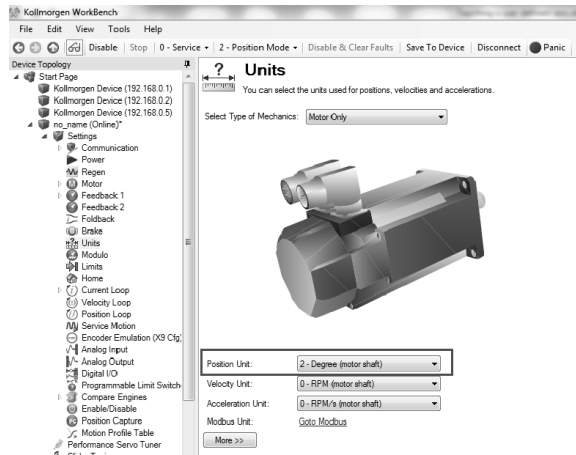 Kollmorgen WorkBench
File Edit View Tools Help
Disable Stop 0 - Service 2 - Position Mode Disable & Clear Faults Save To Device Disconnect Panic
Device Topology
Start Page
Kollmorgen Device (192.168.0.1)
Kollmorgen Device (192.168.0.2)
Kollmorgen Device (192.168.0.5)
no_name (Online)*
Settings
Communication
Power
Regen
Motor
Feedback 1
Feedback 2
Foldback
Brake
Units
Modulo
Limits
Home
Current Loop
Velocity Loop
Position Loop
Service Motion
Encoder Emulation (X9 Cfg)
Analog Input
Analog Output
Digital I/O
Programmable Limit Switch
Compare Engines
Enable/Disable
Position Capture
Motion Profile Table
Performance Servo Tuner
?
Units
You can select the units used for positions, velocities and accelerations.
Select Type of Mechanics: Motor Only
Position Unit: 2 - Degree (motor shaft)
Velocity Unit: 0 - RPM (motor shaft)
Acceleration Unit: 0 - RPM/s (motor shaft)
Modbus Unit: Goto Modbus
More >>